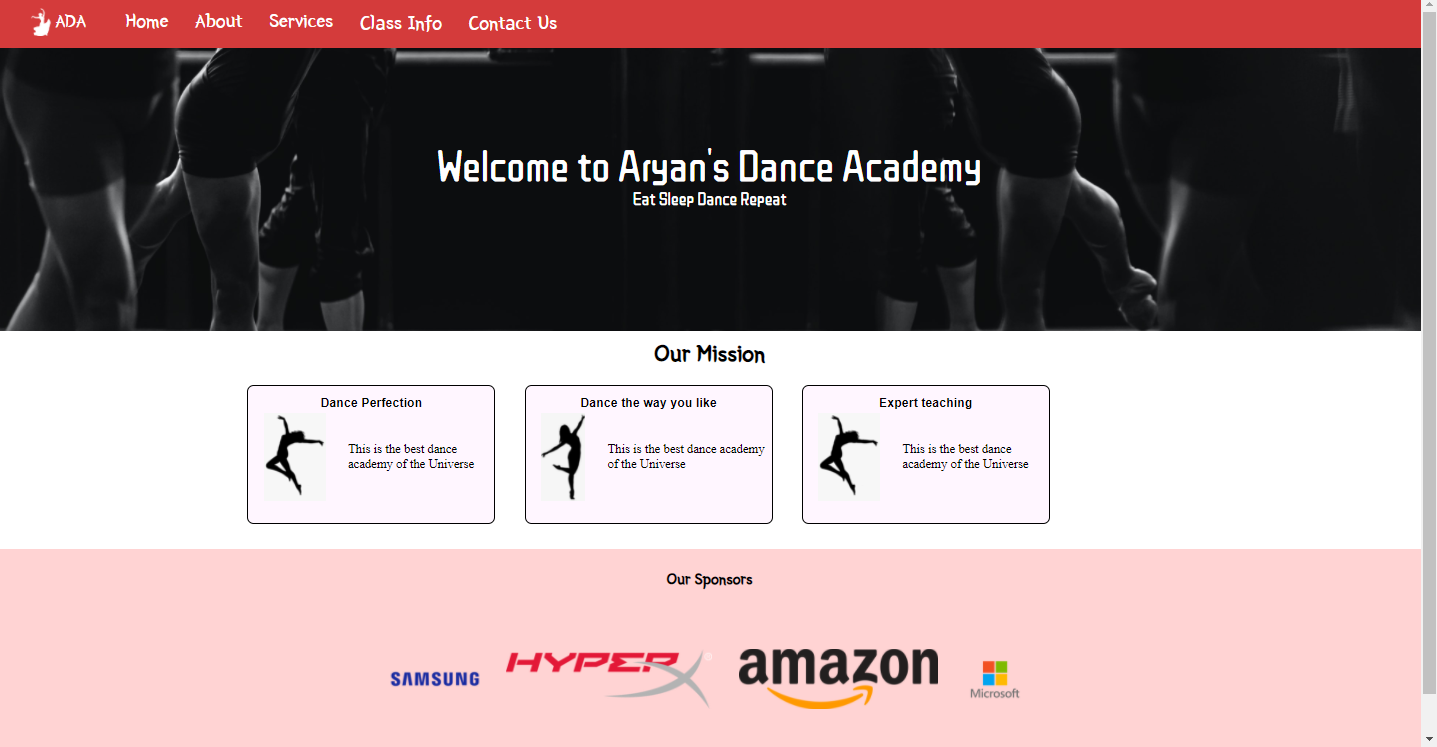 ADA Home About Services Class Info Contact Us
Welcome to Aryan's Dance Academy
Eat Sleep Dance Repeat
Our Mission
Dance Perfection
This is the best dance
academy of the Universe
Dance the way you like
This is the best dance academy
of the Universe
Expert teaching
This is the best dance
academy of the Universe
Our Sponsors
SAMSUNG HYPERX amazon Microsoft